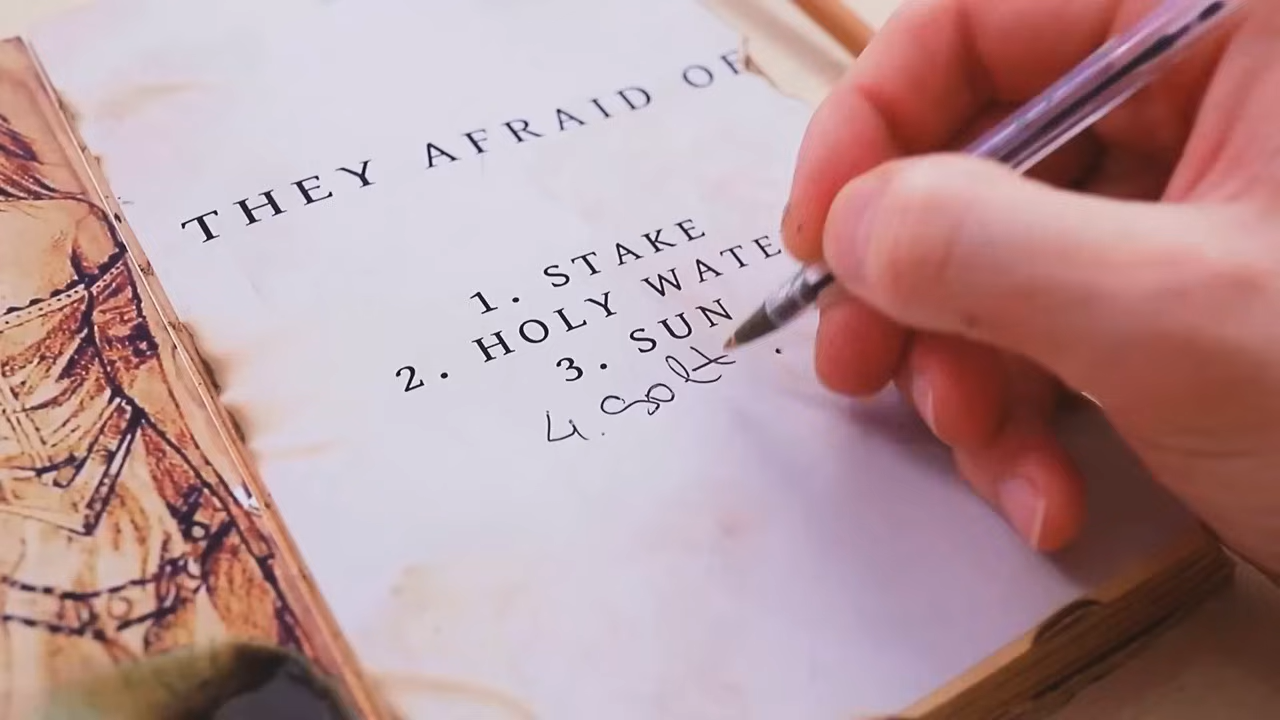 THEY AFRAID OF
1. STAKE
2. HOLY WATE
3. SUN
4. Salt